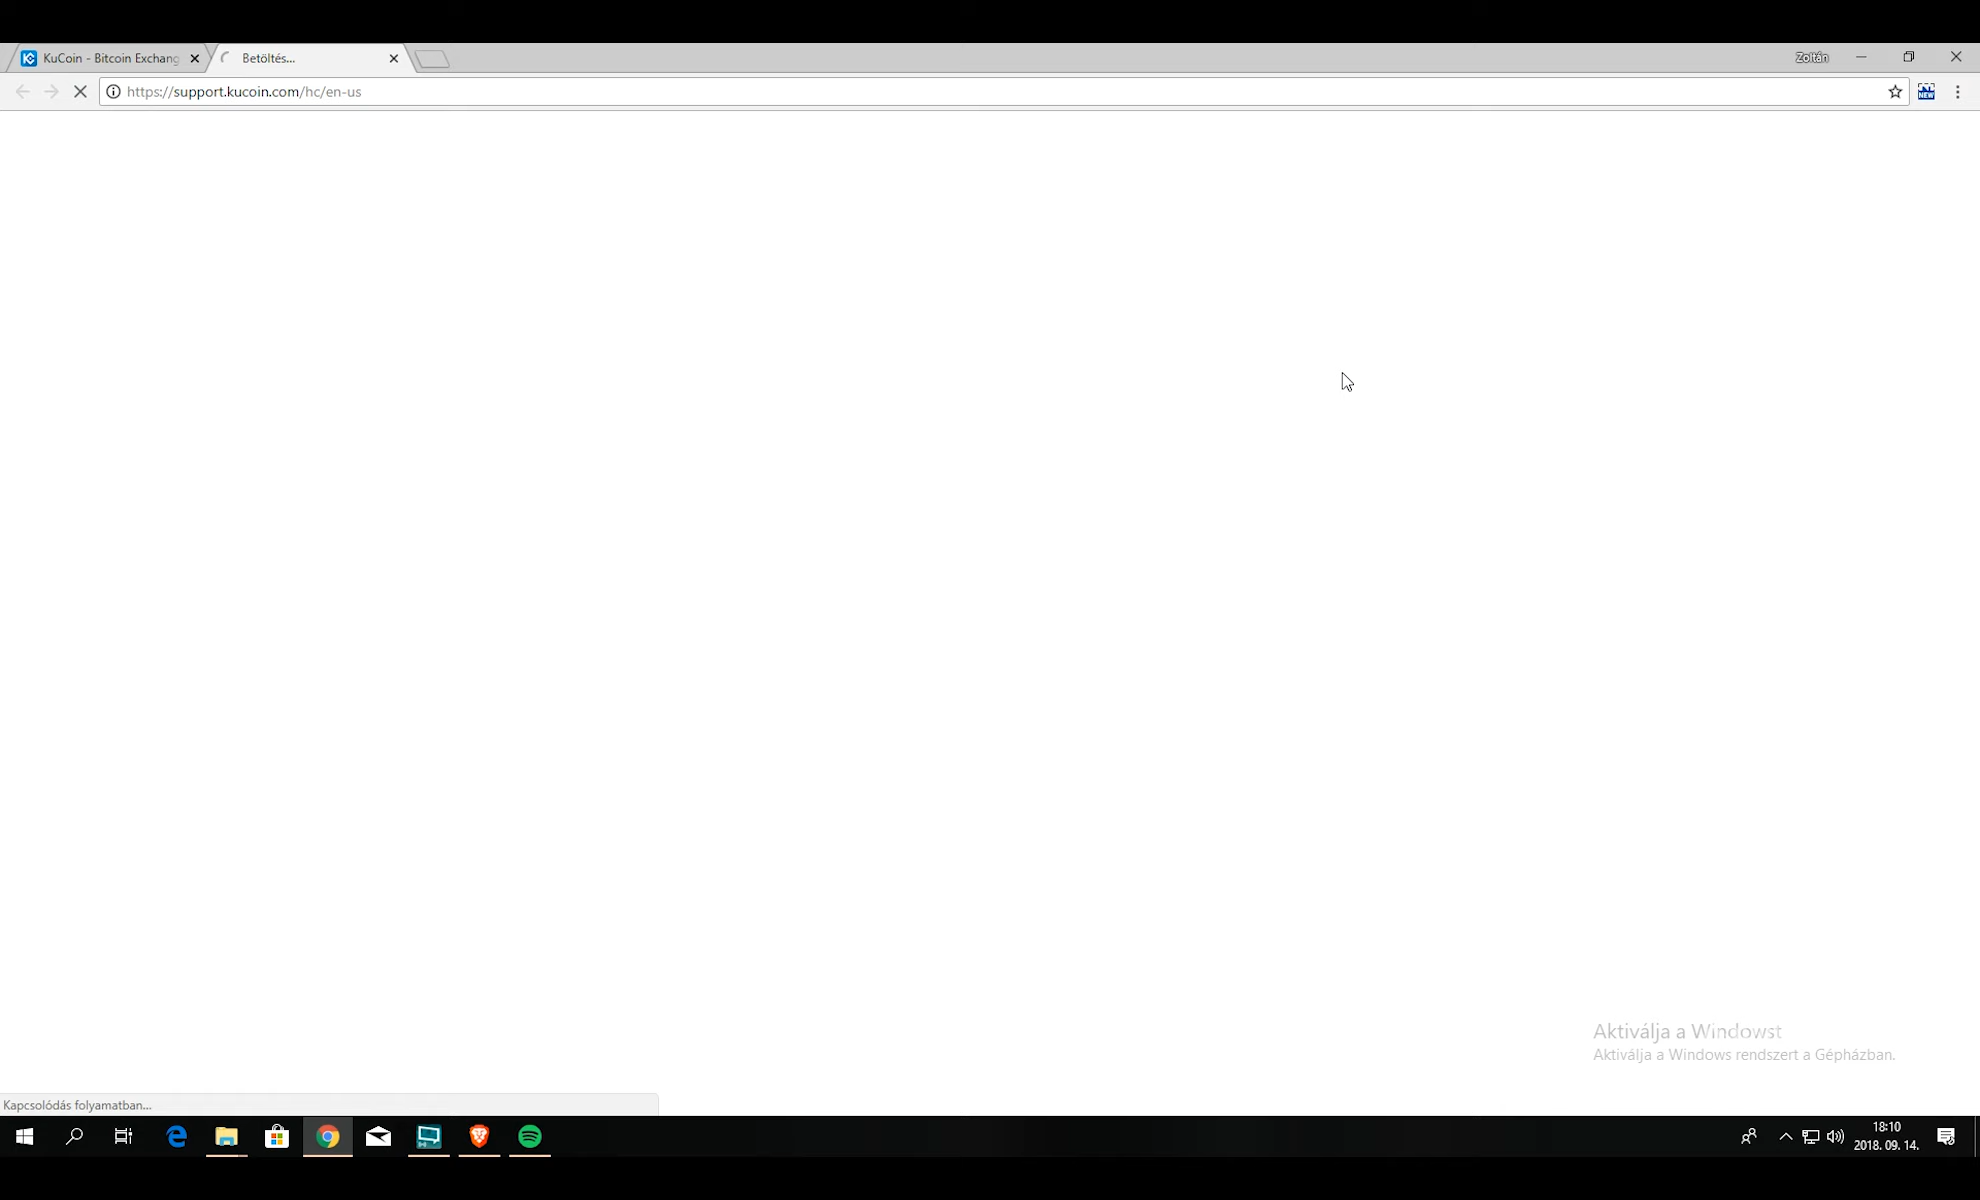 KuCoin - Bitcoin Exchang
Betöltés...
Zoltán
https://support.kucoin.com/hc/en-us
NEW
Aktiválja a Windowst
Aktiválja a Windows rendszert a Gépházban.
Kapcsolódás folyamatban...
18:10
2018. 09. 14.